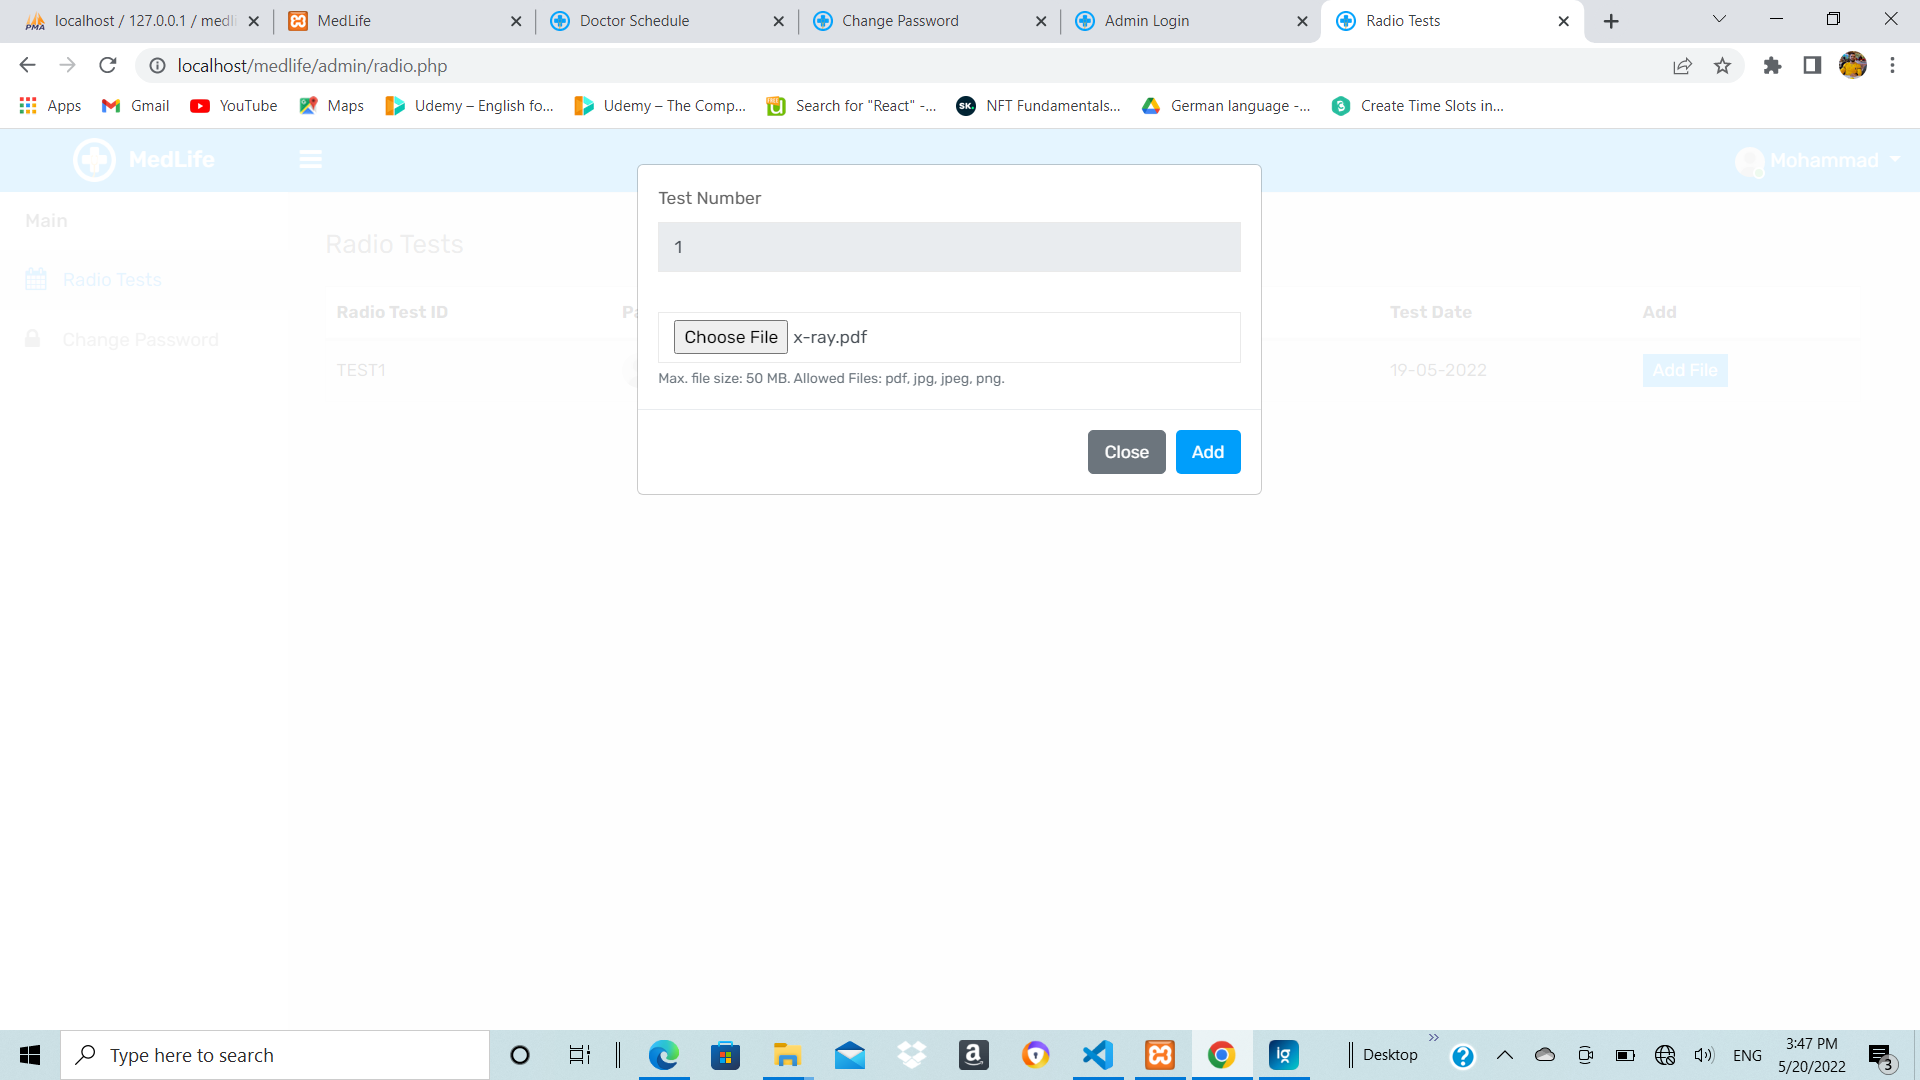 localhost / 127.0.0.1 / medli
MedLife
Doctor Schedule
Change Password
Admin Login
Radio Tests
localhost/medlife/admin/radio.php
Apps
Gmail
YouTube
Maps
Udemy – English fo...
Udemy – The Comp...
Search for "React" -...
NFT Fundamentals...
German language -...
Create Time Slots in...
MedLife
Mohammad
Main
Radio Tests
Change Password
Radio Tests
Radio Test ID
Test Date
Add
TEST1
19-05-2022
Add File
Test Number
1
Choose File x-ray.pdf
Max. file size: 50 MB. Allowed Files: pdf, jpg, jpeg, png.
Close
Add
Type here to search
Desktop
ENG
3:47 PM
5/20/2022
3